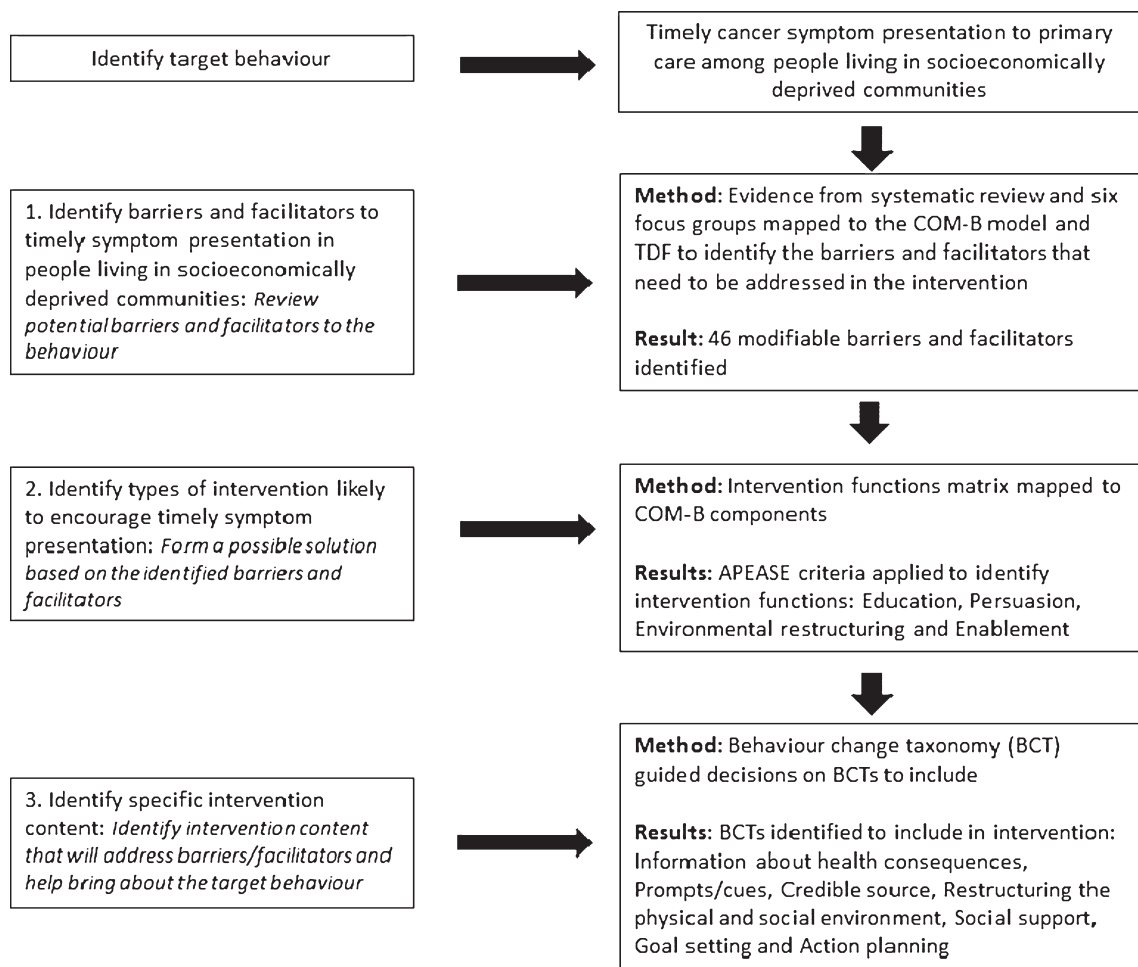 Identify target behaviour
Timely cancer symptom presentation to primary
care among people living in socioeconomically
deprived communities
1. Identify barriers and facilitators to
timely symptom presentation in
people living in socioeconomically
deprived communities: Review
potential barriers and facilitators to the
behaviour
Method: Evidence from systematic review and six
focus groups mapped to the COM-B model and
TDF to identify the barriers and facilitators that
need to be addressed in the intervention
Result: 46 modifiable barriers and facilitators
identified
2. Identify types of intervention likely
to encourage timely symptom
presentation: Form a possible solution
based on the identified barriers and
facilitators
Method: Intervention functions matrix mapped to
COM-B components
Results: APEASE criteria applied to identify
intervention functions: Education, Persuasion,
Environmental restructuring and Enablement
3. Identify specific intervention
content: Identify intervention content
that will address barriers/facilitators and
help bring about the target behaviour
Method: Behaviour change taxonomy (BCT)
guided decisions on BCTs to include
Results: BCTs identified to include in intervention:
Information about health consequences,
Prompts/cues, Credible source, Restructuring the
physical and social environment, Social support,
Goal setting and Action planning